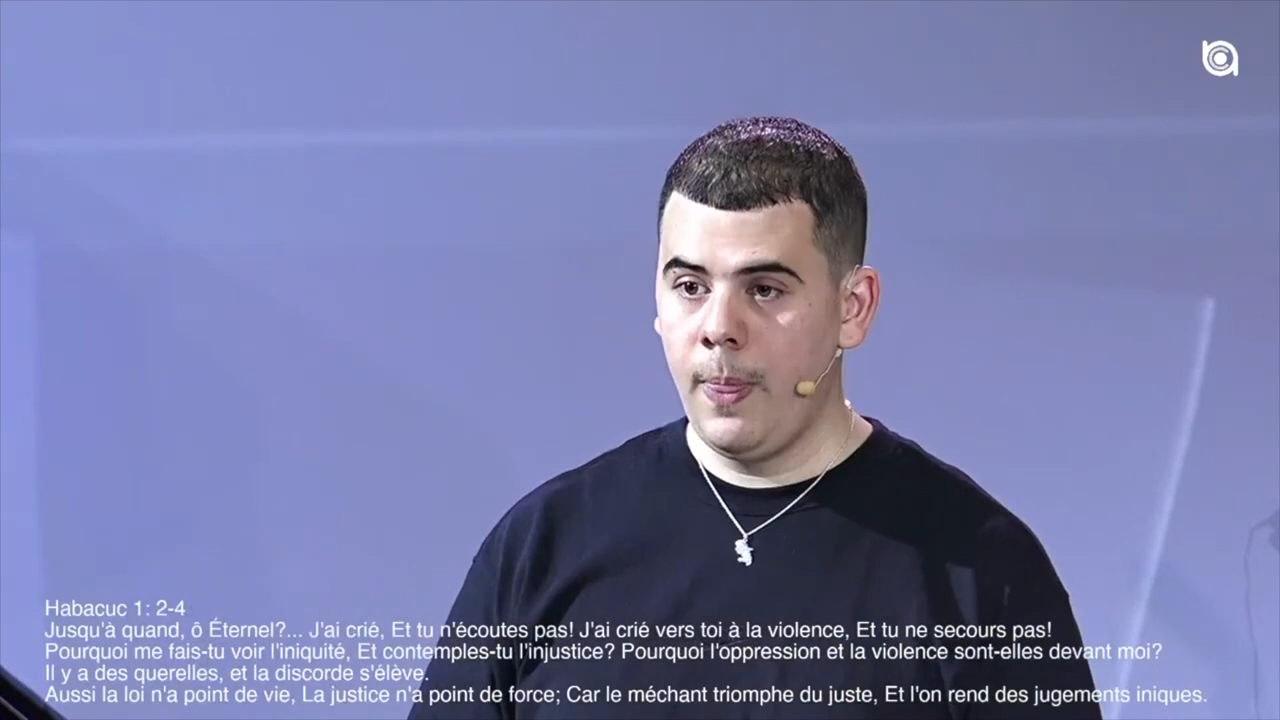 Habacuc 1: 2-4
Jusqu'à quand, ô Éternel?... J'ai crié, Et tu n'écoutes pas! J'ai crié vers toi à la violence, Et tu ne secours pas!
Pourquoi me fais-tu voir l'iniquité, Et contemples-tu l'injustice? Pourquoi l'oppression et la violence sont-elles devant moi?
Il y a des querelles, et la discorde s'élève.
Aussi la loi n'a point de vie, La justice n'a point de force; Car le méchant triomphe du juste, Et l'on rend des jugements iniques.